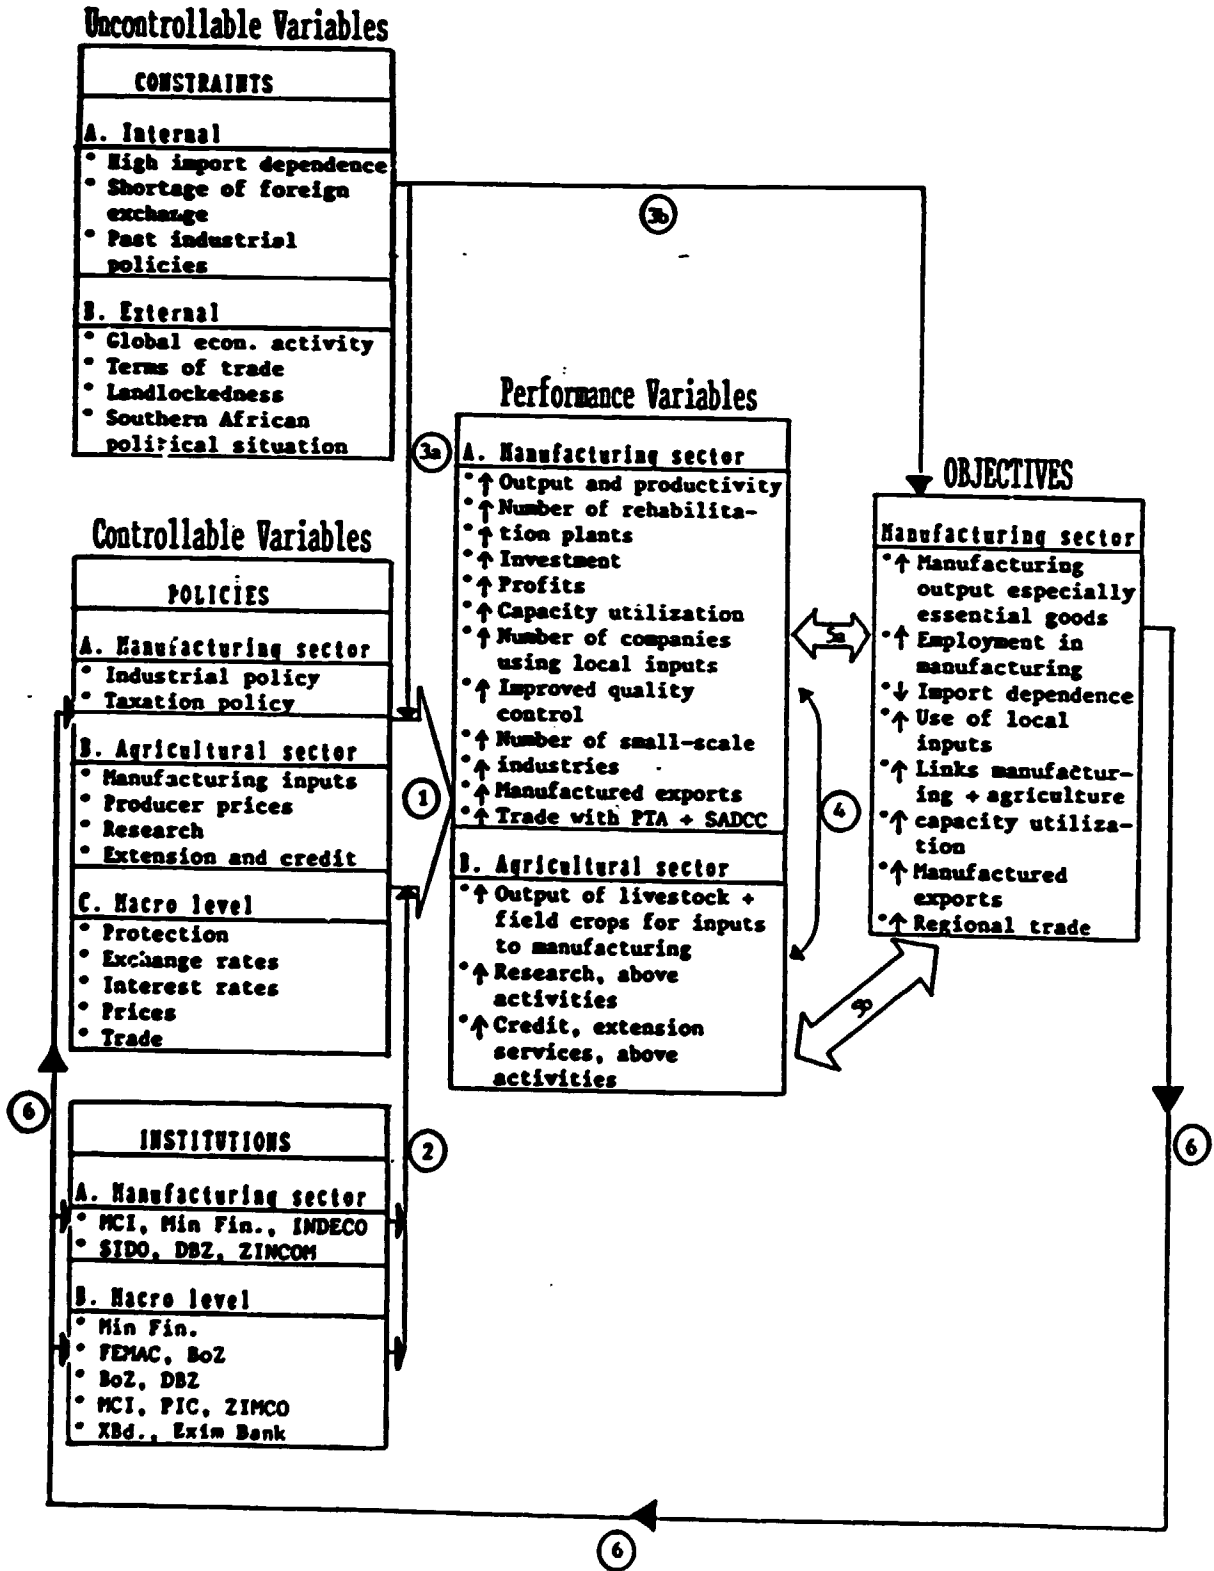 Uncontrollable Variables
CONSTRAINTS
A. Internal
• High import dependence
• Shortage of foreign
exchange
• Past industrial
policies
B. External
• Global econ. activity
• Terms of trade
• Landlockedness
• Southern African
political situation
3b
3a
Controllable Variables
POLICIES
A. Manufacturing sector
• Industrial policy
• Taxation policy
B. Agricultural sector
• Manufacturing inputs
• Producer prices
• Research
• Extension and credit
C. Macro level
• Protection
• Exchange rates
• Interest rates
• Prices
• Trade
1
INSTITUTIONS
A. Manufacturing sector
• MCI, Min Fin., INDECO
• SIDO, DBZ, ZINCOM
B. Macro level
• Min Fin.
• FEMAC, BoZ
• BoZ, DBZ
• MCI, PIC, ZIMCO
• XBd., Exim Bank
2
6
Performance Variables
A. Manufacturing sector
• ↑ Output and productivity
• ↑ Number of rehabilita-
• ↑ tion plants
• ↑ Investment
• ↑ Profits
• ↑ Capacity utilization
• ↑ Number of companies
using local inputs
• ↑ Improved quality
control
• ↑ Number of small-scale
• ↑ industries
• ↑ Manufactured exports
• ↑ Trade with PTA + SADCC
B. Agricultural sector
• ↑ Output of livestock +
field crops for inputs
to manufacturing
• ↑ Research, above
activities
• ↑ Credit, extension
services, above
activities
5a
4
5b
OBJECTIVES
Manufacturing sector
• ↑ Manufacturing
output especially
essential goods
• ↑ Employment in
manufacturing
• ↓ Import dependence
• ↑ Use of local
inputs
• ↑ Links manufactur-
ing + agriculture
• ↑ capacity utiliza-
tion
• ↑ Manufactured
exports
• ↑ Regional trade
6
6